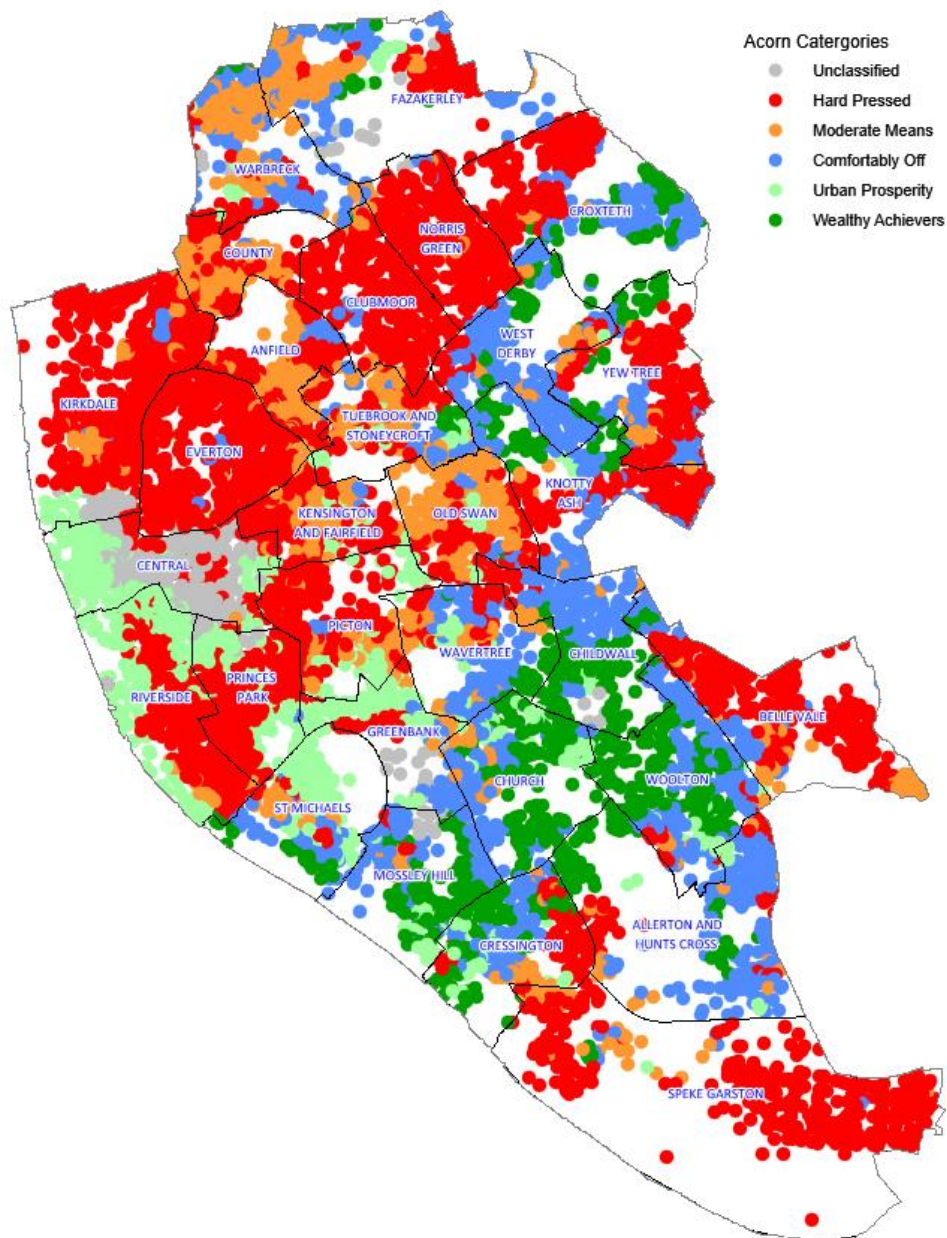 Acorn Catergories
Unclassified
Hard Pressed
Moderate Means
Comfortably Off
Urban Prosperity
Wealthy Achievers
FAZAKERLEY
WARBRECK
CROXTETH
NORRIS
GREEN
COUNTY
CLUBMOOR
WEST
DERBY
ANFIELD
YEW TREE
KIRKDALE
TUEBROOK AND
STONEYCROFT
EVERTON
KNOTTY
ASH
KENSINGTON
AND FAIRFIELD
OLD SWAN
CENTRAL
PICTON
WAVERTREE
CHILDWALL
RIVERSIDE
PRINCES
PARK
BELLE VALE
GREENBANK
CHURCH
WOOLTON
ST MICHAELS
MOSSLEY HILL
ALLERTON AND
HUNTS CROSS
CRESSINGTON
SPEKE GARSTON